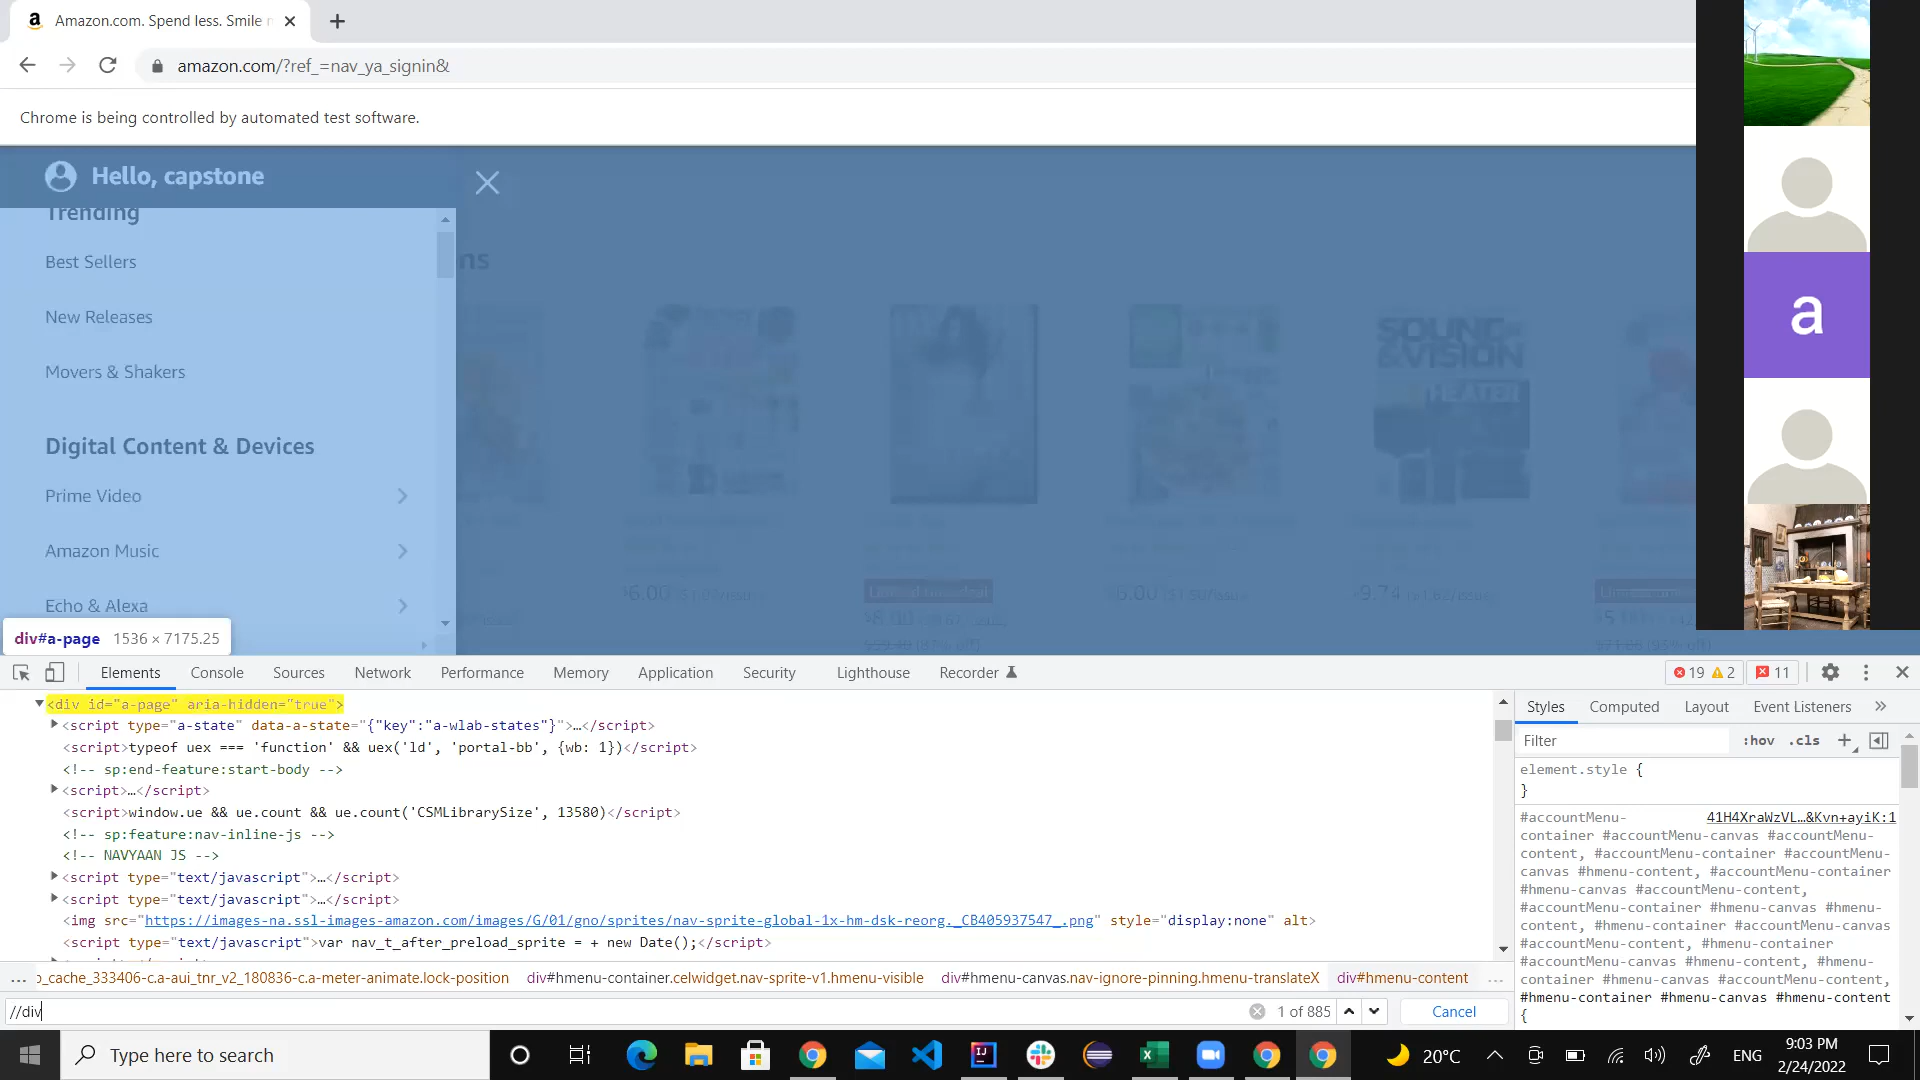 Amazon.com. Spend less. Smile
amazon.com/?ref_=nav_ya_signin&
Chrome is being controlled by automated test software.
Hello, capstone
Trending
Best Sellers
New Releases
Movers & Shakers
Digital Content & Devices
Prime Video
Amazon Music
Echo & Alexa
ns
SOUND
&VISION
THEATER
a
div#a-page 1536 × 7175.25
Elements Console Sources Network Performance Memory Application Security Lighthouse Recorder 19 2 11
<div id="a-page" aria-hidden="true">
<script type="a-state" data-a-state="{"key":"a-wlab-states"}">…</script>
<script>typeof uex === 'function' && uex('ld', 'portal-bb', {wb: 1})</script>
<!-- sp:end-feature:start-body -->
<script>…</script>
<script>window.ue && ue.count && ue.count('CSMLibrarySize', 13580)</script>
<!-- sp:feature:nav-inline-js -->
<!-- NAVYAAN JS -->
<script type="text/javascript">…</script>
<script type="text/javascript">…</script>
<img src="https://images-na.ssl-images-amazon.com/images/G/01/gno/sprites/nav-sprite-global-1x-hm-dsk-reorg._CB405937547_.png" style="display:none" alt>
<script type="text/javascript">var nav_t_after_preload_sprite = + new Date();</script>
... o_cache_333406-c.a-aui_tnr_v2_180836-c.a-meter-animate.lock-position div#hmenu-container.celwidget.nav-sprite-v1.hmenu-visible div#hmenu-canvas.nav-ignore-pinning.hmenu-translateX div#hmenu-content ...
//div 1 of 885 Cancel
Styles Computed Layout Event Listeners »
Filter :hov .cls +
element.style {
}
#accountMenu- 41H4XraWzVL…&Kvn+ayiK:1
container #accountMenu-canvas #accountMenu-
content, #accountMenu-container #accountMenu-
canvas #hmenu-content, #accountMenu-container
#hmenu-canvas #accountMenu-content,
#accountMenu-container #hmenu-canvas #hmenu-
content, #hmenu-container #accountMenu-canvas
#accountMenu-content, #hmenu-container
#accountMenu-canvas #hmenu-content, #hmenu-
container #hmenu-canvas #accountMenu-content,
#hmenu-container #hmenu-canvas #hmenu-content
{
Type here to search
20°C ENG 9:03 PM
2/24/2022